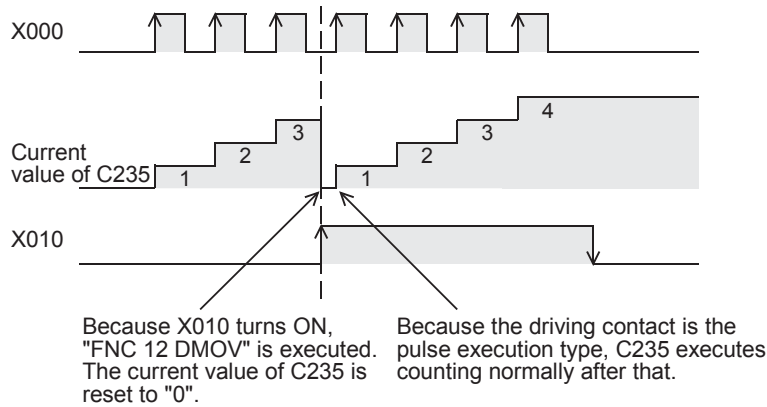 X000
Current
value of C235
1
2
3
1
2
3
4
X010
Because X010 turns ON,
"FNC 12 DMOV" is executed.
The current value of C235 is
reset to "0".
Because the driving contact is the
pulse execution type, C235 executes
counting normally after that.